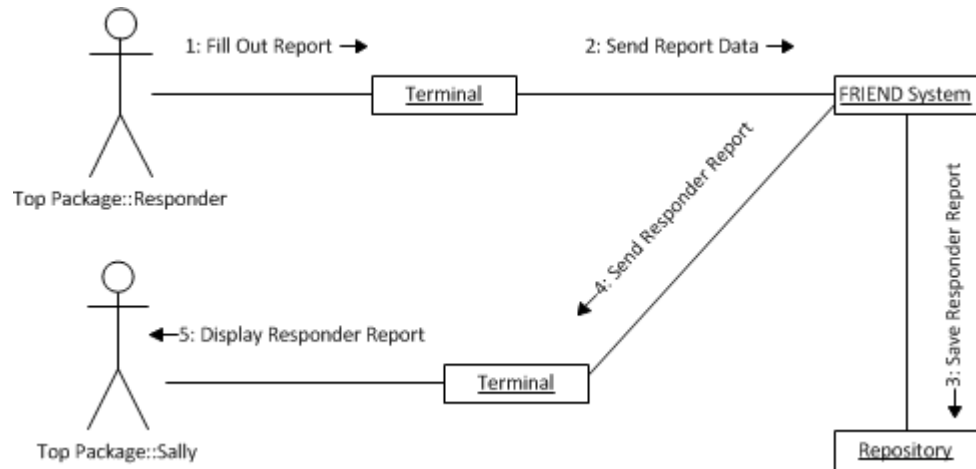 1: Fill Out Report
2: Send Report Data
Terminal
FRIEND System
Top Package::Responder
4: Send Responder Report
3: Save Responder Report
5: Display Responder Report
Terminal
Top Package::Sally
Repository